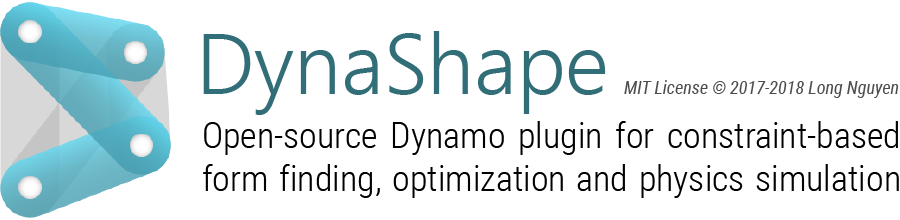 DynaShape MIT License © 2017-2018 Long Nguyen
Open-source Dynamo plugin for constraint-based
form finding, optimization and physics simulation